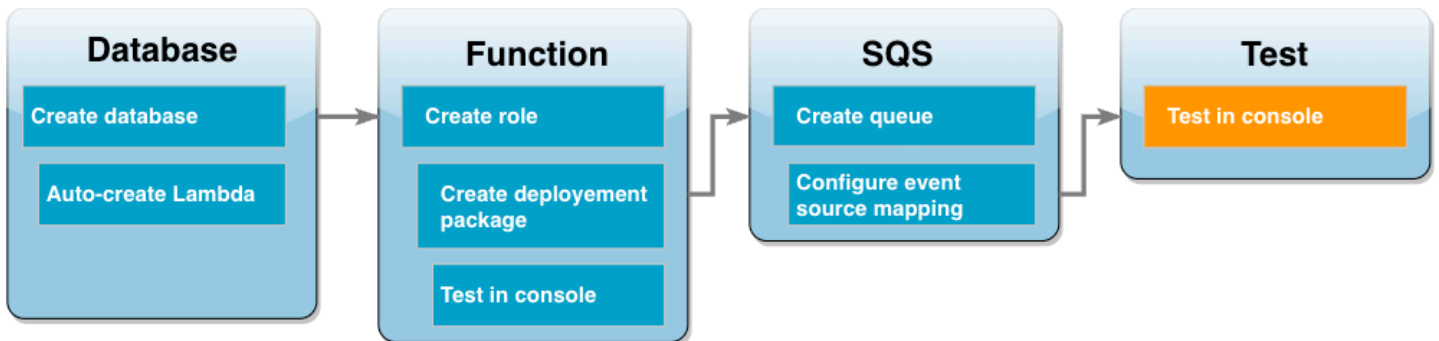 Database
Create database
Auto-create Lambda
Function
Create role
Create deployement
package
Test in console
SQS
Create queue
Configure event
source mapping
Test
Test in console